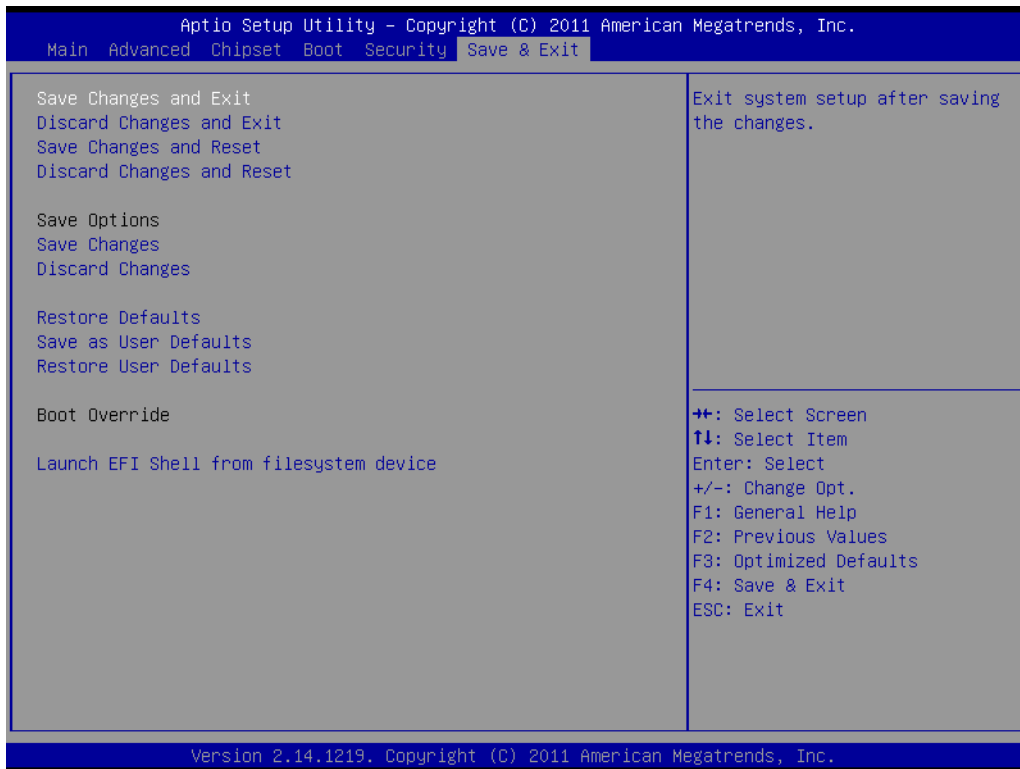 Aptio Setup Utility – Copyright (C) 2011 American Megatrends, Inc.
Main Advanced Chipset Boot Security Save & Exit
Save Changes and Exit
Discard Changes and Exit
Save Changes and Reset
Discard Changes and Reset
Save Options
Save Changes
Discard Changes
Restore Defaults
Save as User Defaults
Restore User Defaults
Boot Override
Launch EFI Shell from filesystem device
Exit system setup after saving
the changes.
→←: Select Screen
↑↓: Select Item
Enter: Select
+/-: Change Opt.
F1: General Help
F2: Previous Values
F3: Optimized Defaults
F4: Save & Exit
ESC: Exit
Version 2.14.1219. Copyright (C) 2011 American Megatrends, Inc.